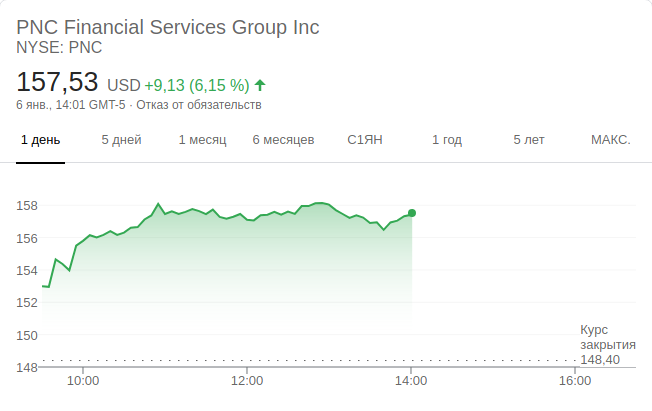 PNC Financial Services Group Inc
NYSE: PNC
157,53 USD +9,13 (6,15 %)
6 янв., 14:01 GMT-5 · Отказ от обязательств
1 день 5 дней 1 месяц 6 месяцев С1ЯН 1 год 5 лет МАКС.
158
156
154
152
150
148
Курс
закрытия
148,40
10:00 12:00 14:00 16:00